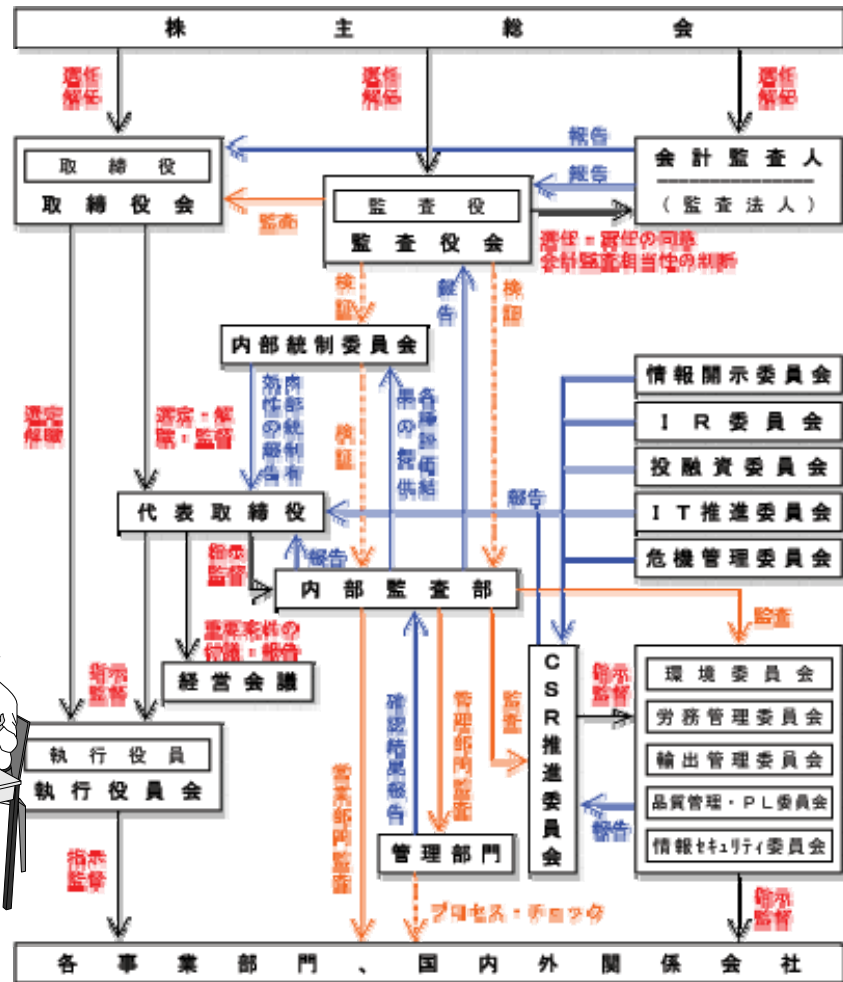 株主総会
選任
解任
選任
解任
選任
解任
報告
取締役
取締役会
会計監査人
(監査法人)
報告
監査
監査役
監査役会
選任・責任の同意
会計監査相当性の判断
検証
報告
検証
内部統制委員会
情報開示委員会
IR委員会
投融資委員会
IT推進委員会
危機管理委員会
選定
解職
選定・解
職・監督
内部統制有
効性の報告
検証
各種評価結
果の提供
代表取締役
報告
指示
監督
報告
内部監査部
監査
重要案件の
協議・報告
経営会議
指示
監督
執行役員
執行役員会
営業部門監査
確認結果報告
管理部門監査
監査
CSR推進委員会
指示
監督
環境委員会
労務管理委員会
輸出管理委員会
品質管理・PL委員会
報告
情報セキュリティ委員会
管理部門
指示
監督
プロセス・チェック
指示
監督
各事業部門、国内外関係会社